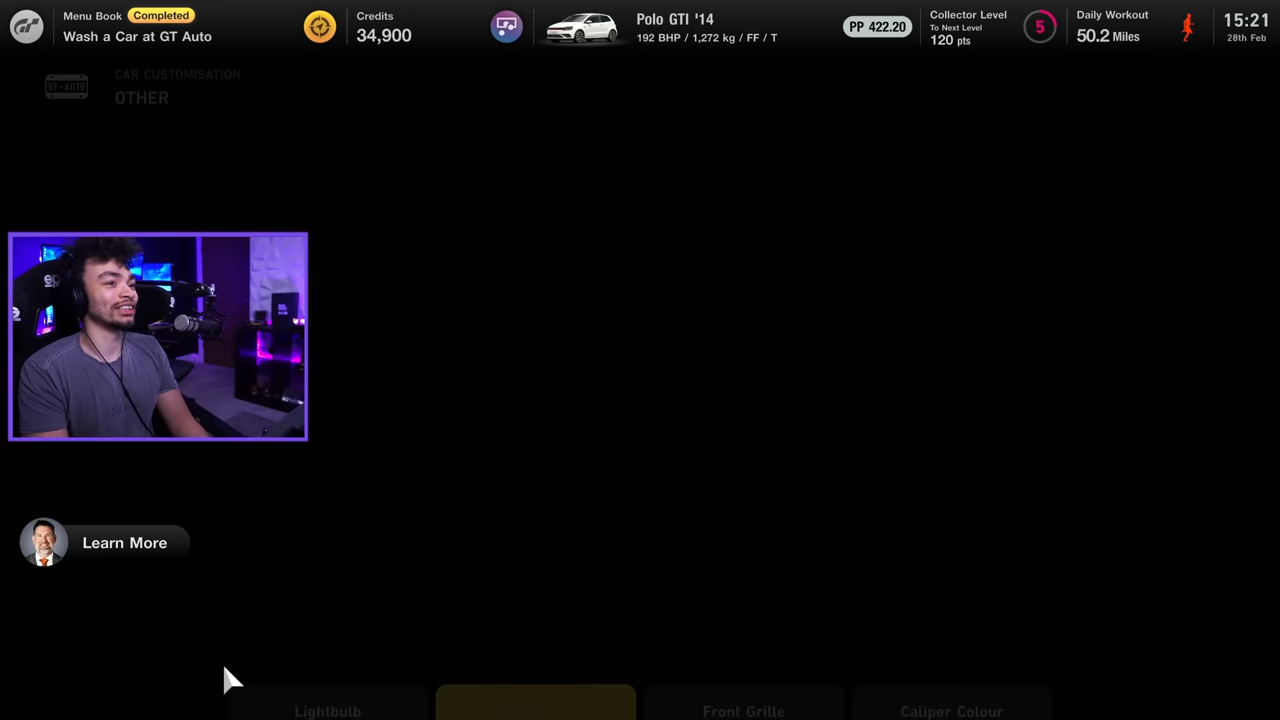 Menu Book Completed
Wash a Car at GT Auto
Credits
34,900
Polo GTI '14
192 BHP / 1,272 kg / FF / T
PP 422.20
Collector Level
To Next Level
120 pts
5
Daily Workout
50.2 Miles
15:21
28th Feb
GT-AUTO
CAR CUSTOMISATION
OTHER
Learn More
Lightbulb
Front Grille
Caliper Colour